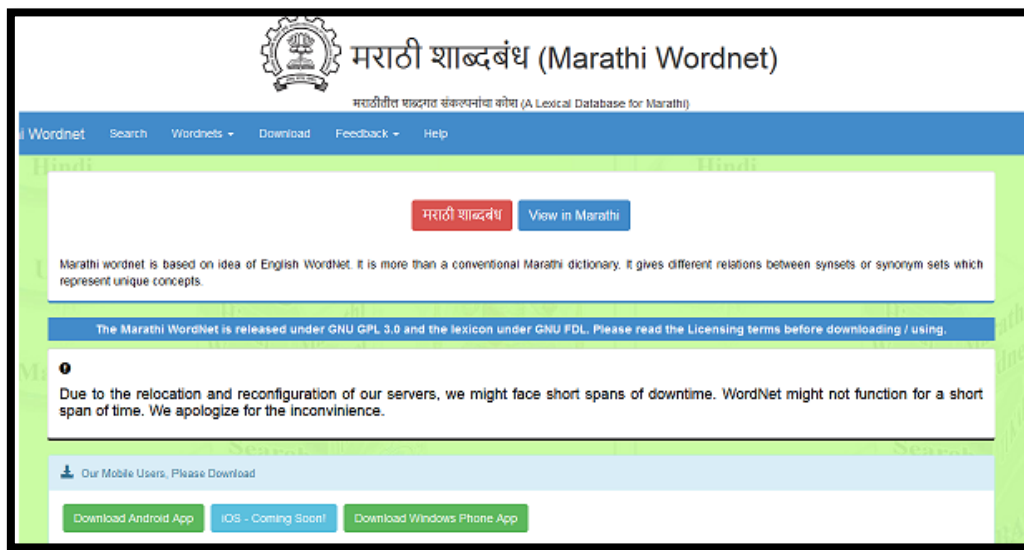 मराठी शाब्दबंध (Marathi Wordnet)
मराठीतील शब्दगत संकल्पनांचा कोश (A Lexical Database for Marathi)
i Wordnet Search Wordnets Download Feedback Help
Hindi Hindi
मराठी शाब्दबंध View in Marathi
Marathi wordnet is based on idea of English WordNet. It is more than a conventional Marathi dictionary. It gives different relations between synsets or synonym sets which
represent unique concepts.
The Marathi WordNet is released under GNU GPL 3.0 and the lexicon under GNU FDL. Please read the Licensing terms before downloading / using.
Due to the relocation and reconfiguration of our servers, we might face short spans of downtime. WordNet might not function for a short
span of time. We apologize for the inconvinience.
Search Search
Our Mobile Users, Please Download
Download Android App iOS - Coming Soon! Download Windows Phone App